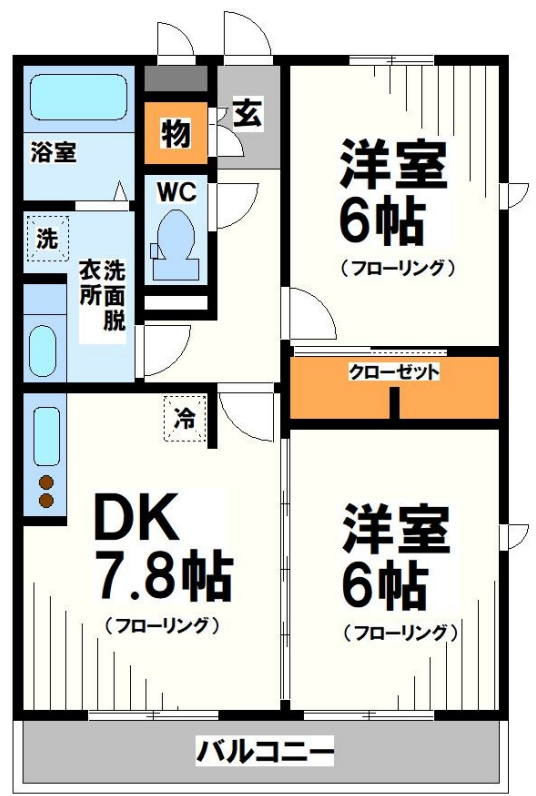 玄
物
浴室
洋室
6帖
（フローリング）
WC
洗
洗面脱
衣所
クローゼット
冷
DK
7.8帖
（フローリング）
洋室
6帖
（フローリング）
バルコニー